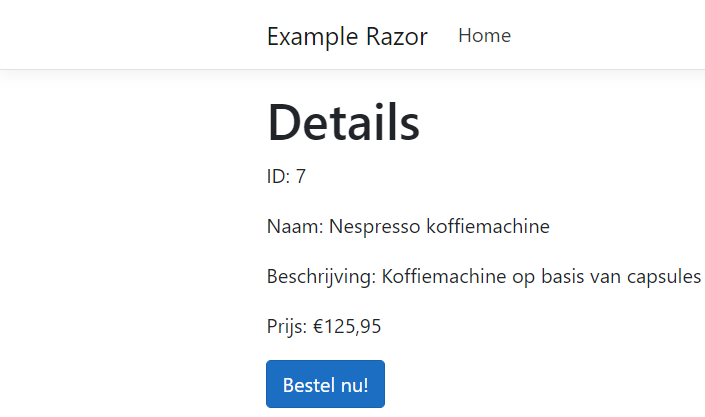 Example Razor Home
Details
ID: 7
Naam: Nespresso koffiemachine
Beschrijving: Koffiemachine op basis van capsules
Prijs: €125,95
Bestel nu!